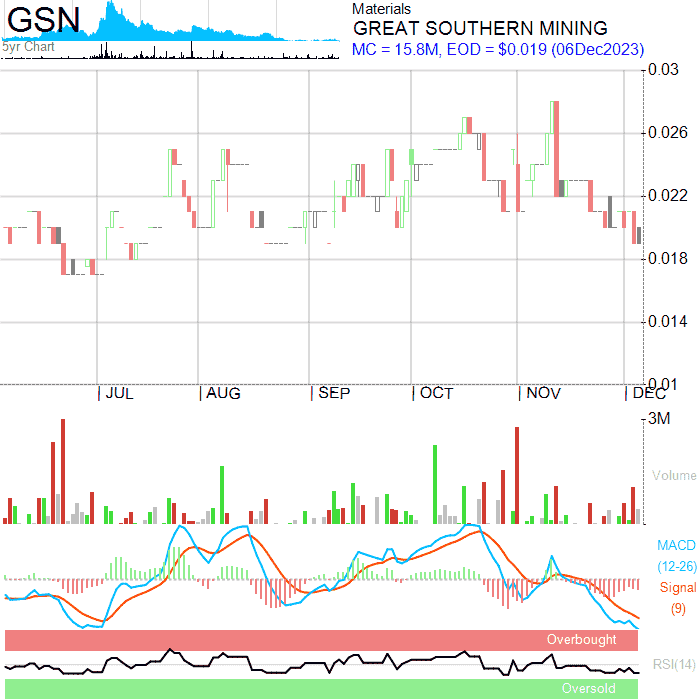 GSN
5yr Chart
Materials
GREAT SOUTHERN MINING
MC = 15.8M, EOD = $0.019 (06Dec2023)
0.03
0.026
0.022
0.018
0.014
0.01
JUL AUG SEP OCT NOV DEC
3M
Volume
MACD
(12-26)
Signal
(9)
Overbought
RSI(14)
Oversold